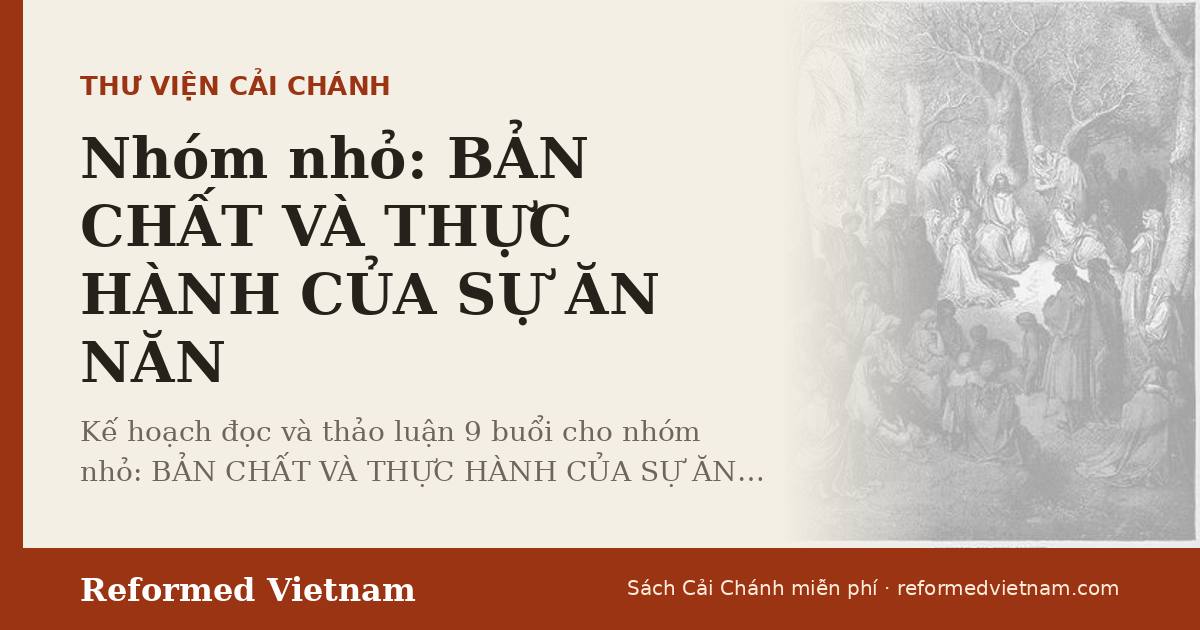 THƯ VIỆN CẢI CHÁNH
Nhóm nhỏ: BẢN
CHẤT VÀ THỰC
HÀNH CỦA SỰ ĂN
NĂN
Kế hoạch đọc và thảo luận 9 buổi cho nhóm
nhỏ: BẢN CHẤT VÀ THỰC HÀNH CỦA SỰ ĂN…
Reformed Vietnam
Sách Cải Chánh miễn phí · reformedvietnam.com